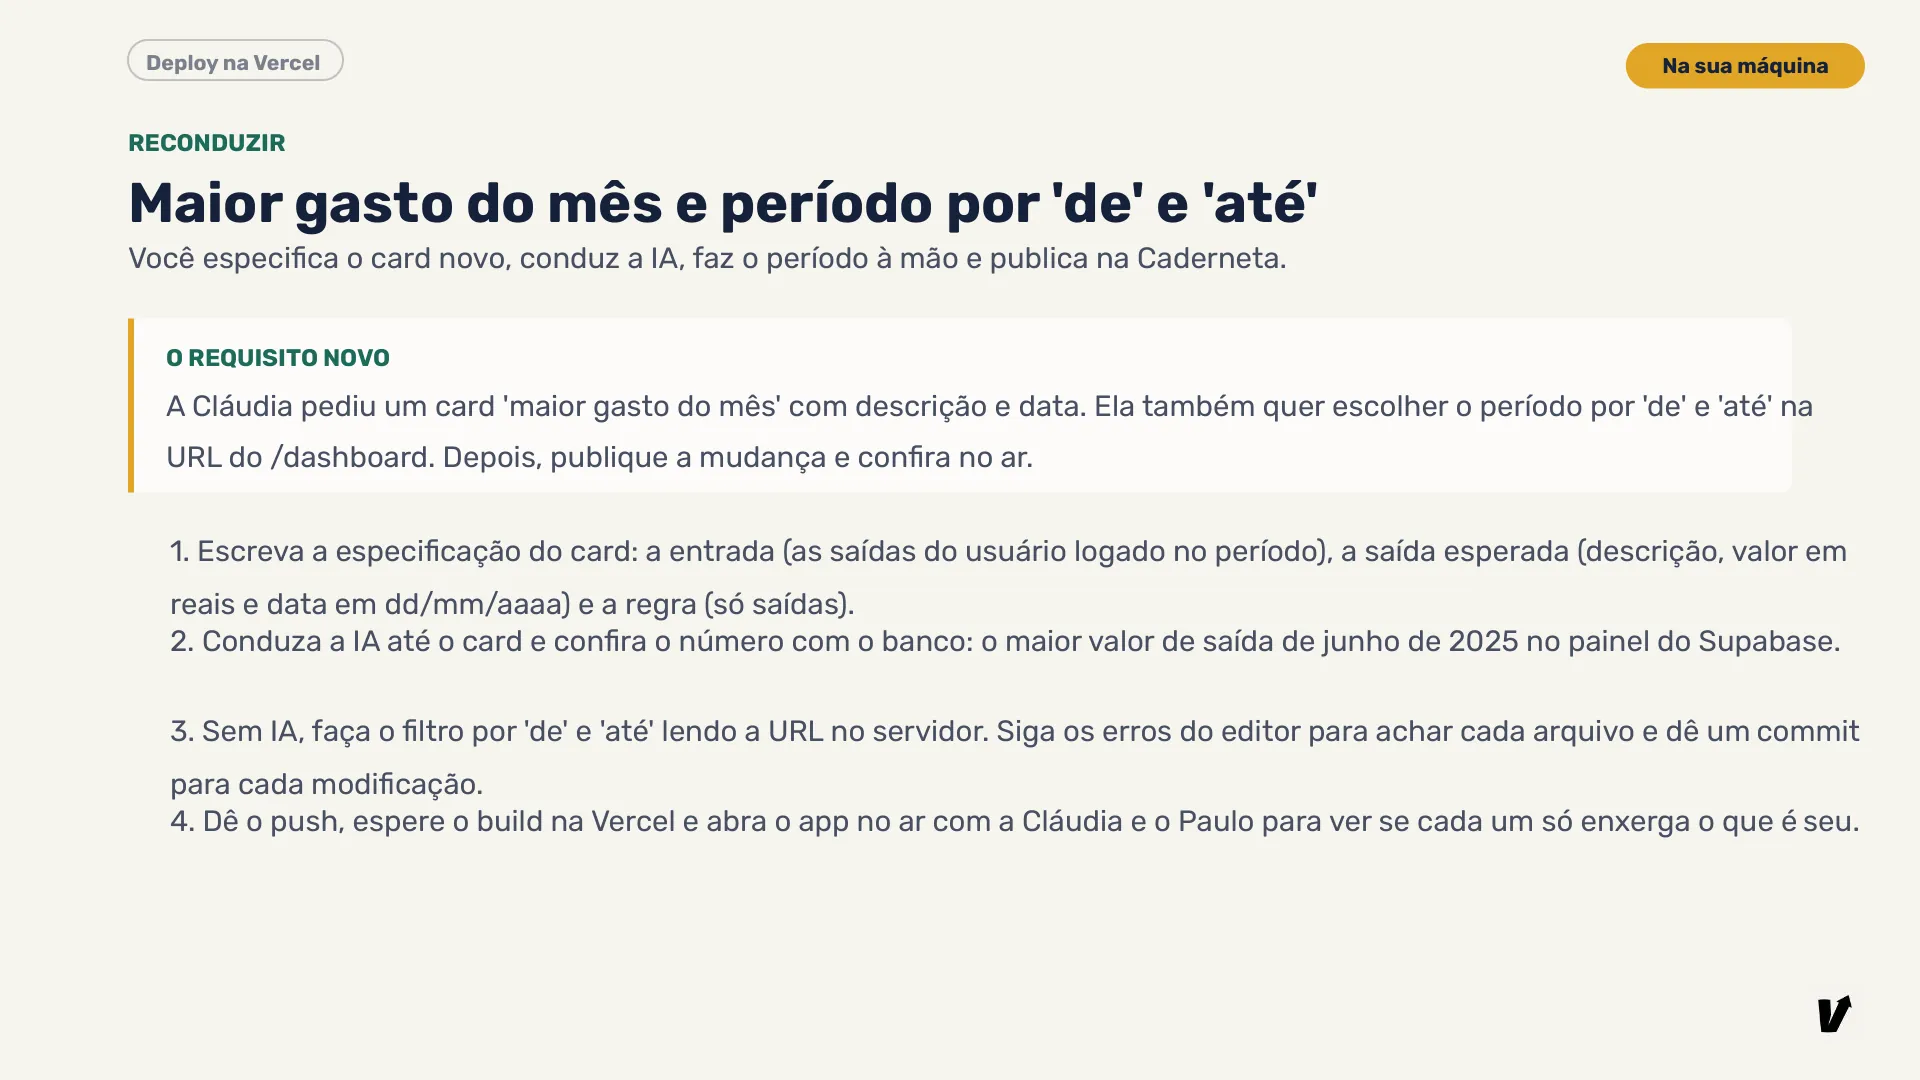 Deploy na Vercel
Na sua máquina
RECONDUZIR
Maior gasto do mês e período por 'de' e 'até'
Você especifica o card novo, conduz a IA, faz o período à mão e publica na Caderneta.
O REQUISITO NOVO
A Cláudia pediu um card 'maior gasto do mês' com descrição e data. Ela também quer escolher o período por 'de' e 'até' na
URL do /dashboard. Depois, publique a mudança e confira no ar.
1. Escreva a especificação do card: a entrada (as saídas do usuário logado no período), a saída esperada (descrição, valor em
reais e data em dd/mm/aaaa) e a regra (só saídas).
2. Conduza a IA até o card e confira o número com o banco: o maior valor de saída de junho de 2025 no painel do Supabase.
3. Sem IA, faça o filtro por 'de' e 'até' lendo a URL no servidor. Siga os erros do editor para achar cada arquivo e dê um commit
para cada modificação.
4. Dê o push, espere o build na Vercel e abra o app no ar com a Cláudia e o Paulo para ver se cada um só enxerga o que é seu.